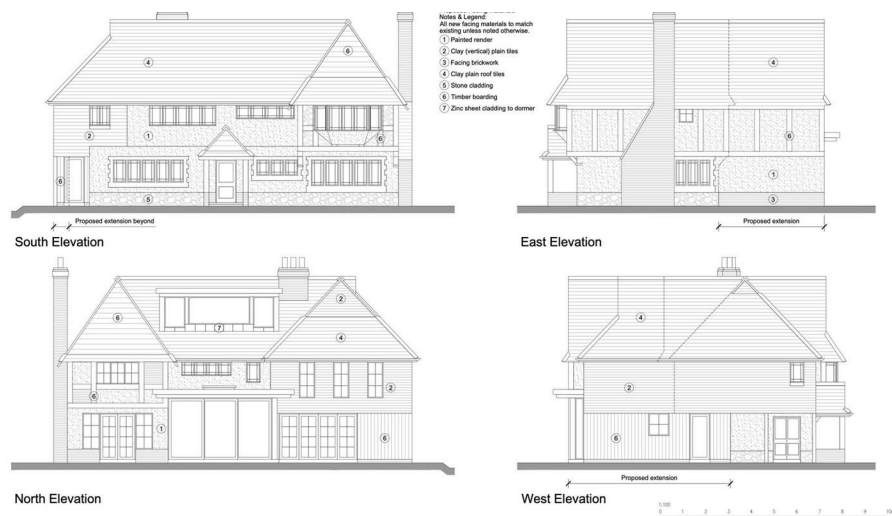 Notes & Legend:
All new facing materials to match
existing unless noted otherwise.
1 Painted render
2 Clay (vertical) plain tiles
3 Facing brickwork
4 Clay plain roof tiles
5 Stone cladding
6 Timber boarding
7 Zinc sheet cladding to dormer
4
6
2
1
6
6
5
Proposed extension beyond
South Elevation
4
6
1
3
Proposed extension
East Elevation
6
2
7
4
6
2
1
6
North Elevation
4
2
6
Proposed extension
West Elevation
1:100
0 1 2 3 4 5 6 7 8 9